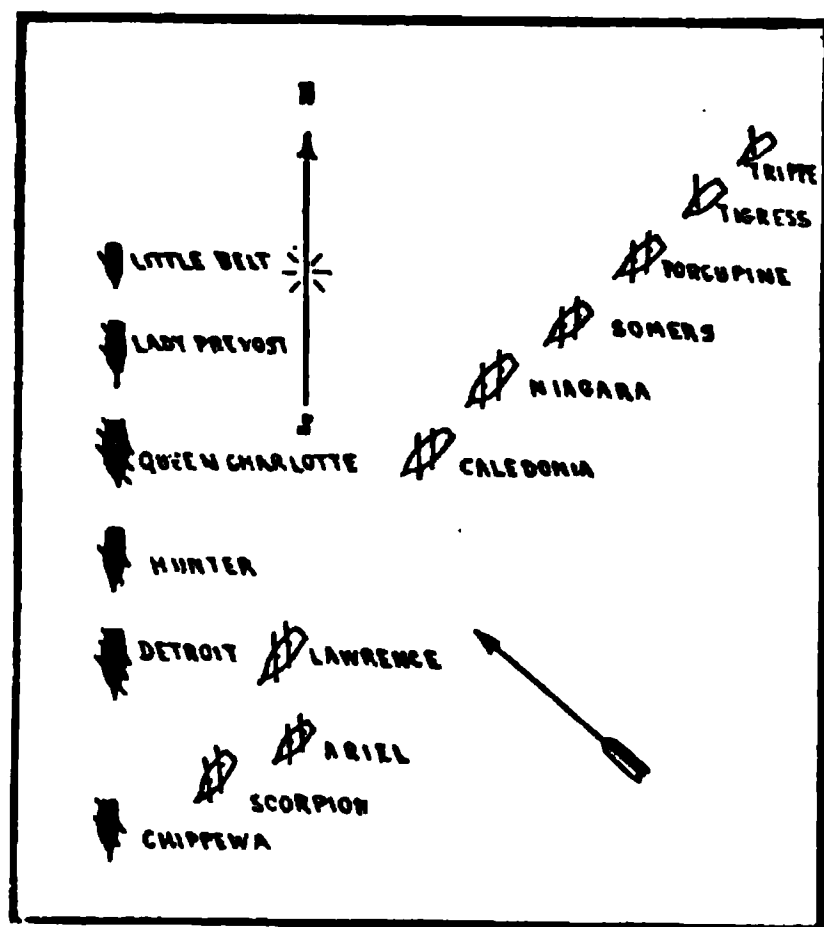 N
TRIPPE
TIGRESS
LITTLE BELT
PORCUPINE
LADY PREVOST
SOMERS
NIAGARA
S
QUEEN CHARLOTTE
CALEDONIA
HUNTER
DETROIT
LAWRENCE
ARIEL
SCORPION
CHIPPEWA